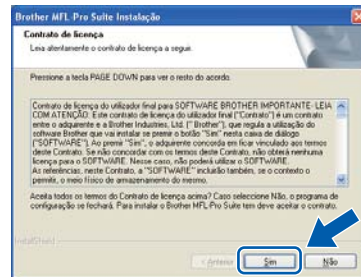 Brother MFL-Pro Suite Instalação
Contrato de licença
Leia atentamente o contrato de licença a seguir.
Pressione a tecla PAGE DOWN para ver o resto do acordo.
Contrato de licença do utilizador final para SOFTWARE BROTHER IMPORTANTE- LEIA
COM ATENÇÃO: Este contrato de licença do utilizador final ("Contrato") é um contrato
entre o adquirente e a Brother Industries, Ltd. (" Brother"), que regula a utilização do
software Brother que vai instalar se premir o botão "Sim" nesta caixa de diálogo
("SOFTWARE"). Ao premir "Sim", o adquirente concorda em ficar vinculado aos termos
deste Contrato. Se não concordar com os termos deste Contrato, não obterá nenhuma
licença para o SOFTWARE. Nesse caso, não poderá utilizar o SOFTWARE.
As referências, neste Contrato, a "SOFTWARE" incluirão também, se o contexto o
permitir, o meio físico de armazenamento do mesmo.
Aceita todos os termos do Contrato de licença acima? Caso seleccione Não, o programa de
configuração se fechará. Para instalar o Brother MFL-Pro Suite tem deve aceitar o contrato.
InstallShield
< Anterior
Sim
Não